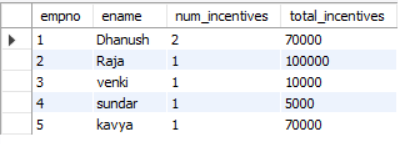 empno ename num_incentives total_incentives
1 Dhanush 2 70000
2 Raja 1 100000
3 venki 1 10000
4 sundar 1 5000
5 kavya 1 70000